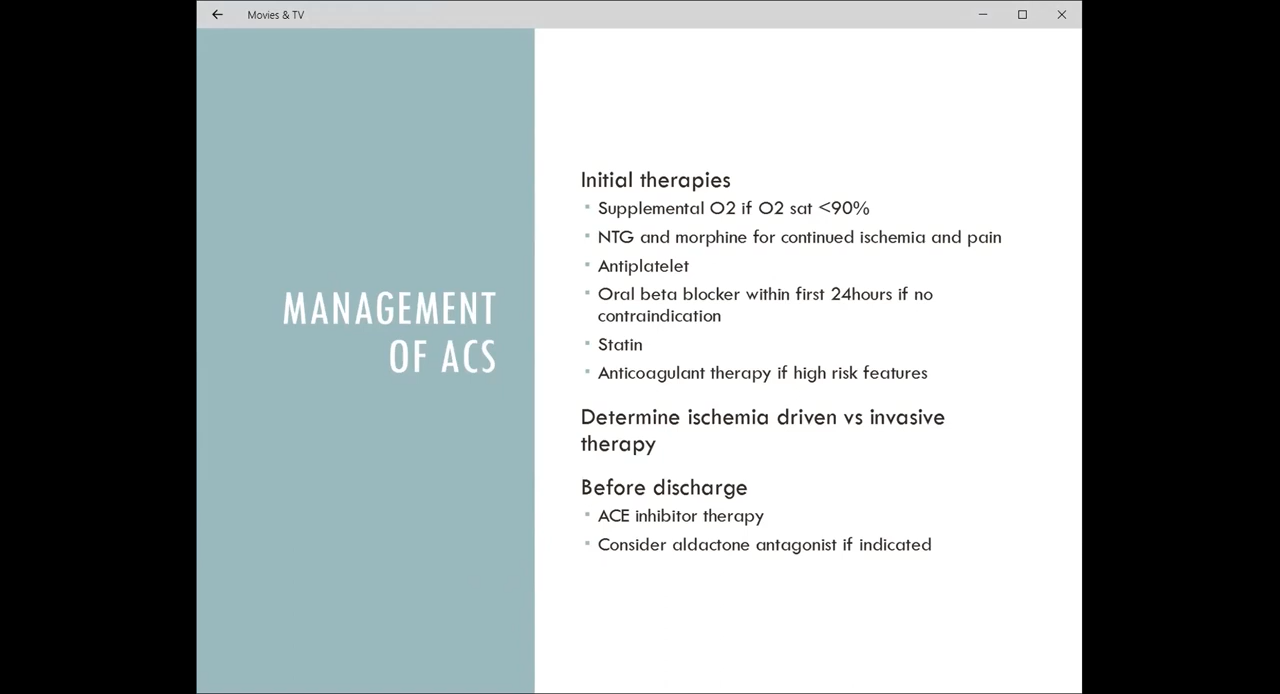 Movies & TV
MANAGEMENT
OF ACS
Initial therapies
Supplemental O2 if O2 sat <90%
NTG and morphine for continued ischemia and pain
Antiplatelet
Oral beta blocker within first 24hours if no
contraindication
Statin
Anticoagulant therapy if high risk features
Determine ischemia driven vs invasive
therapy
Before discharge
ACE inhibitor therapy
Consider aldactone antagonist if indicated